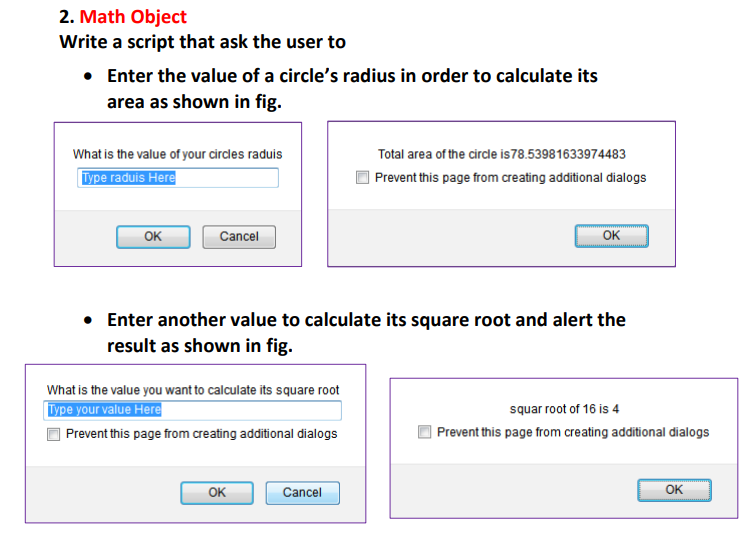 2. Math Object
Write a script that ask the user to
• Enter the value of a circle's radius in order to calculate its
area as shown in fig.
What is the value of your circles raduis
Type raduis Here
OK Cancel
Total area of the circle is78.53981633974483
Prevent this page from creating additional dialogs
OK
• Enter another value to calculate its square root and alert the
result as shown in fig.
What is the value you want to calculate its square root
Type your value Here
Prevent this page from creating additional dialogs
OK Cancel
squar root of 16 is 4
Prevent this page from creating additional dialogs
OK